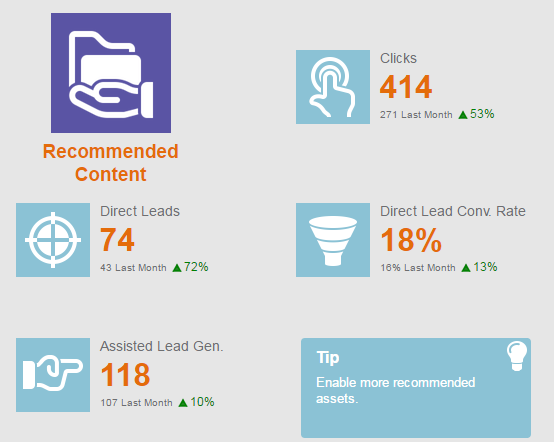 Recommended
Content
Clicks
414
271 Last Month ▲53%
Direct Leads
74
43 Last Month ▲72%
Direct Lead Conv. Rate
18%
16% Last Month ▲13%
Assisted Lead Gen.
118
107 Last Month ▲10%
Tip
Enable more recommended
assets.